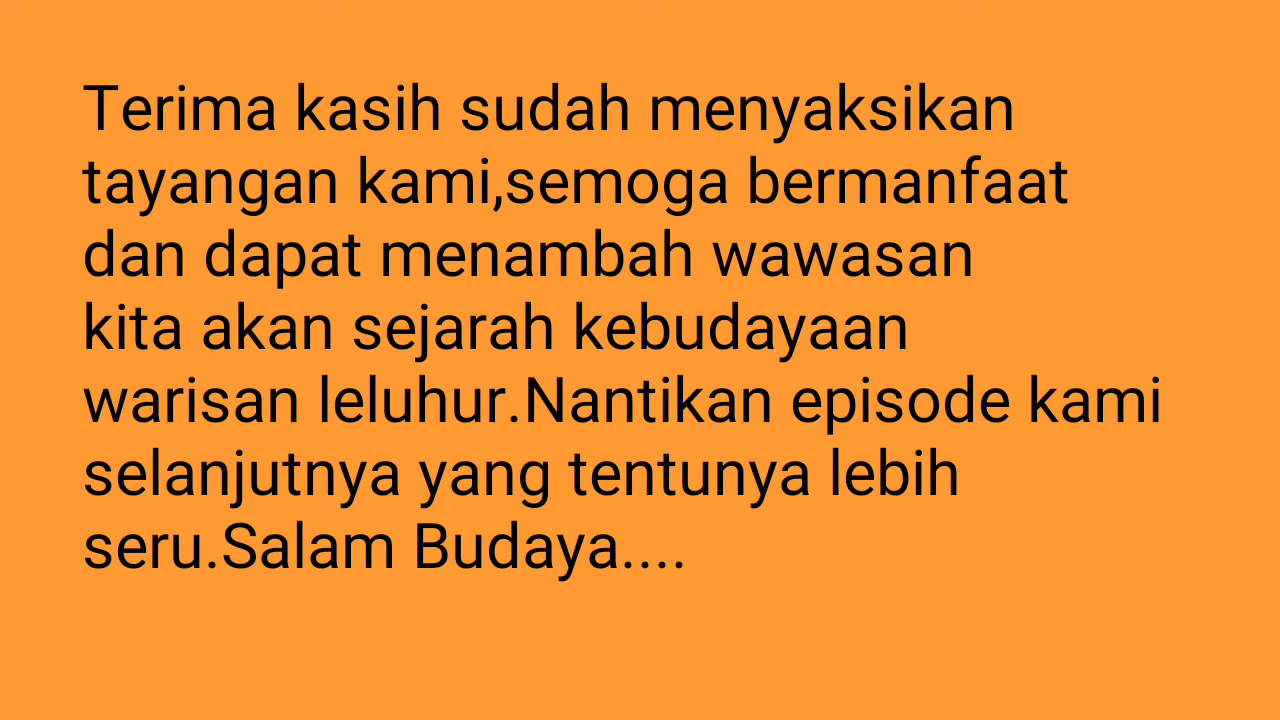 Terima kasih sudah menyaksikan
tayangan kami,semoga bermanfaat
dan dapat menambah wawasan
kita akan sejarah kebudayaan
warisan leluhur.Nantikan episode kami
selanjutnya yang tentunya lebih
seru.Salam Budaya....